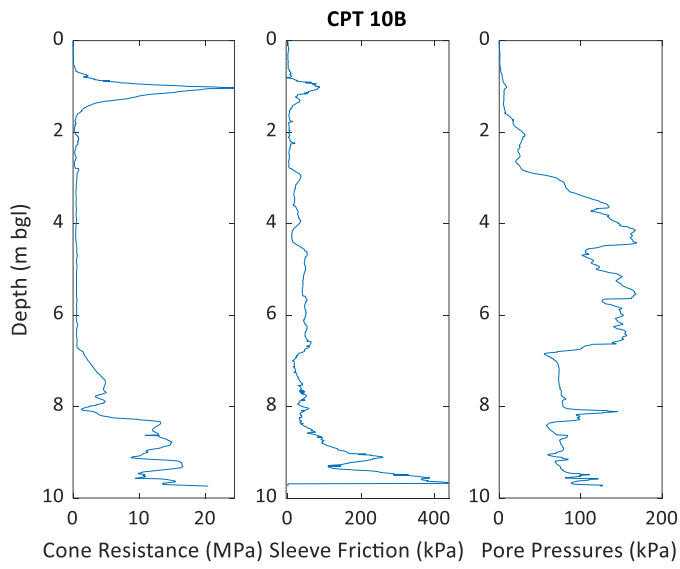 CPT 10B
0 0 0
2 2 2
4 4 4
Depth (m bgl)
6 6 6
8 8 8
10 10 10
0 10 20 0 200 400 0 100 200
Cone Resistance (MPa) Sleeve Friction (kPa) Pore Pressures (kPa)